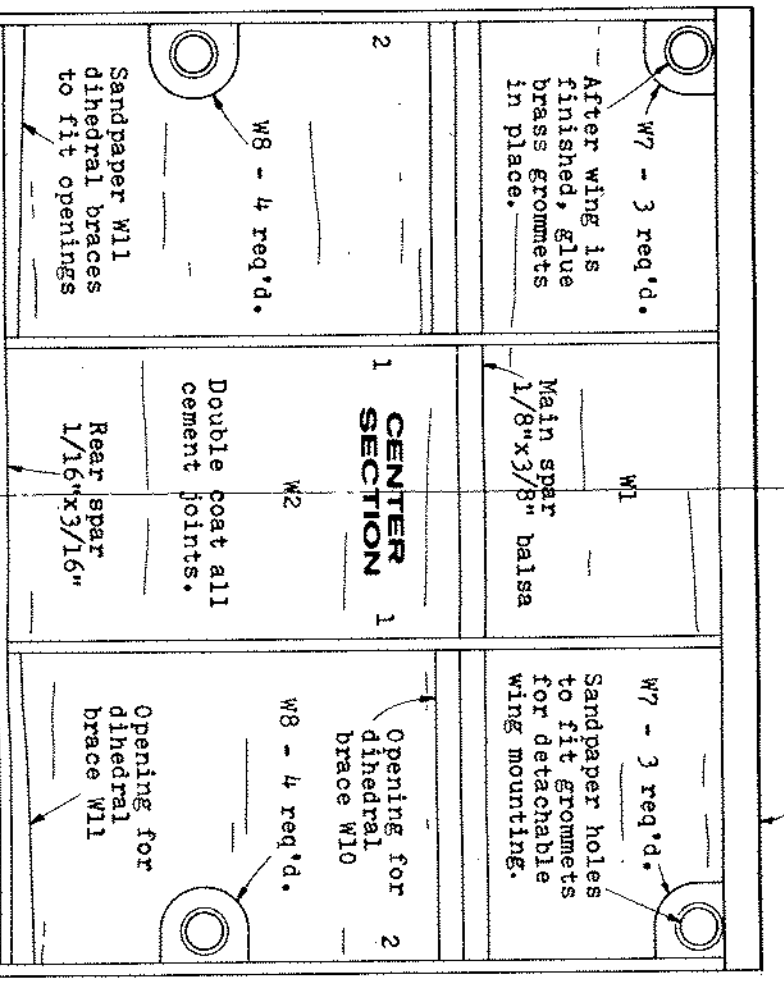 W7 - 3 req'd.
After wing is
finished, glue
brass grommets
in place.
2
W8 - 4 req'd.
Sandpaper W11
dihedral braces
to fit openings
W1
Main spar
1/8"x3/8" balsa
1
CENTER
SECTION
1
W2
Double coat all
cement joints.
Rear spar
1/16"x3/16"
W7 - 3 req'd.
Sandpaper holes
to fit grommets
for detachable
wing mounting.
Opening for
dihedral
brace W10
2
W8 - 4 req'd.
Opening for
dihedral
brace W11